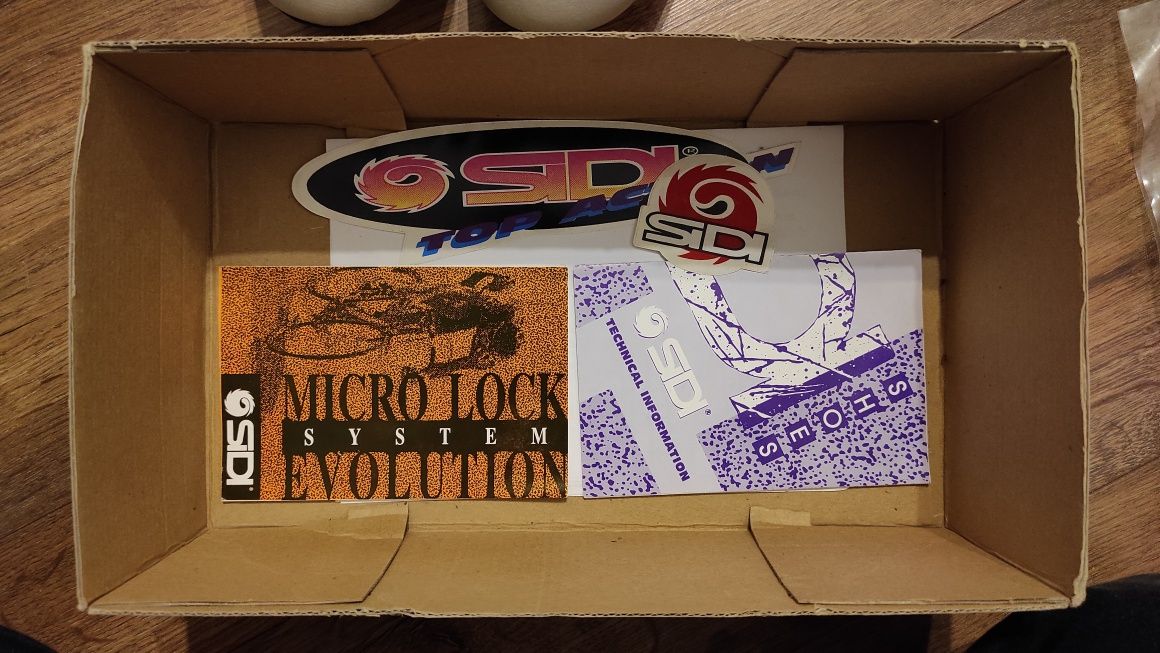 SIDI®
TOP AC N
SIDI
MICRO LOCK
SYSTEM
EVOLUTION
SIDI®
TECHNICAL INFORMATION
SIDI®
SHOES